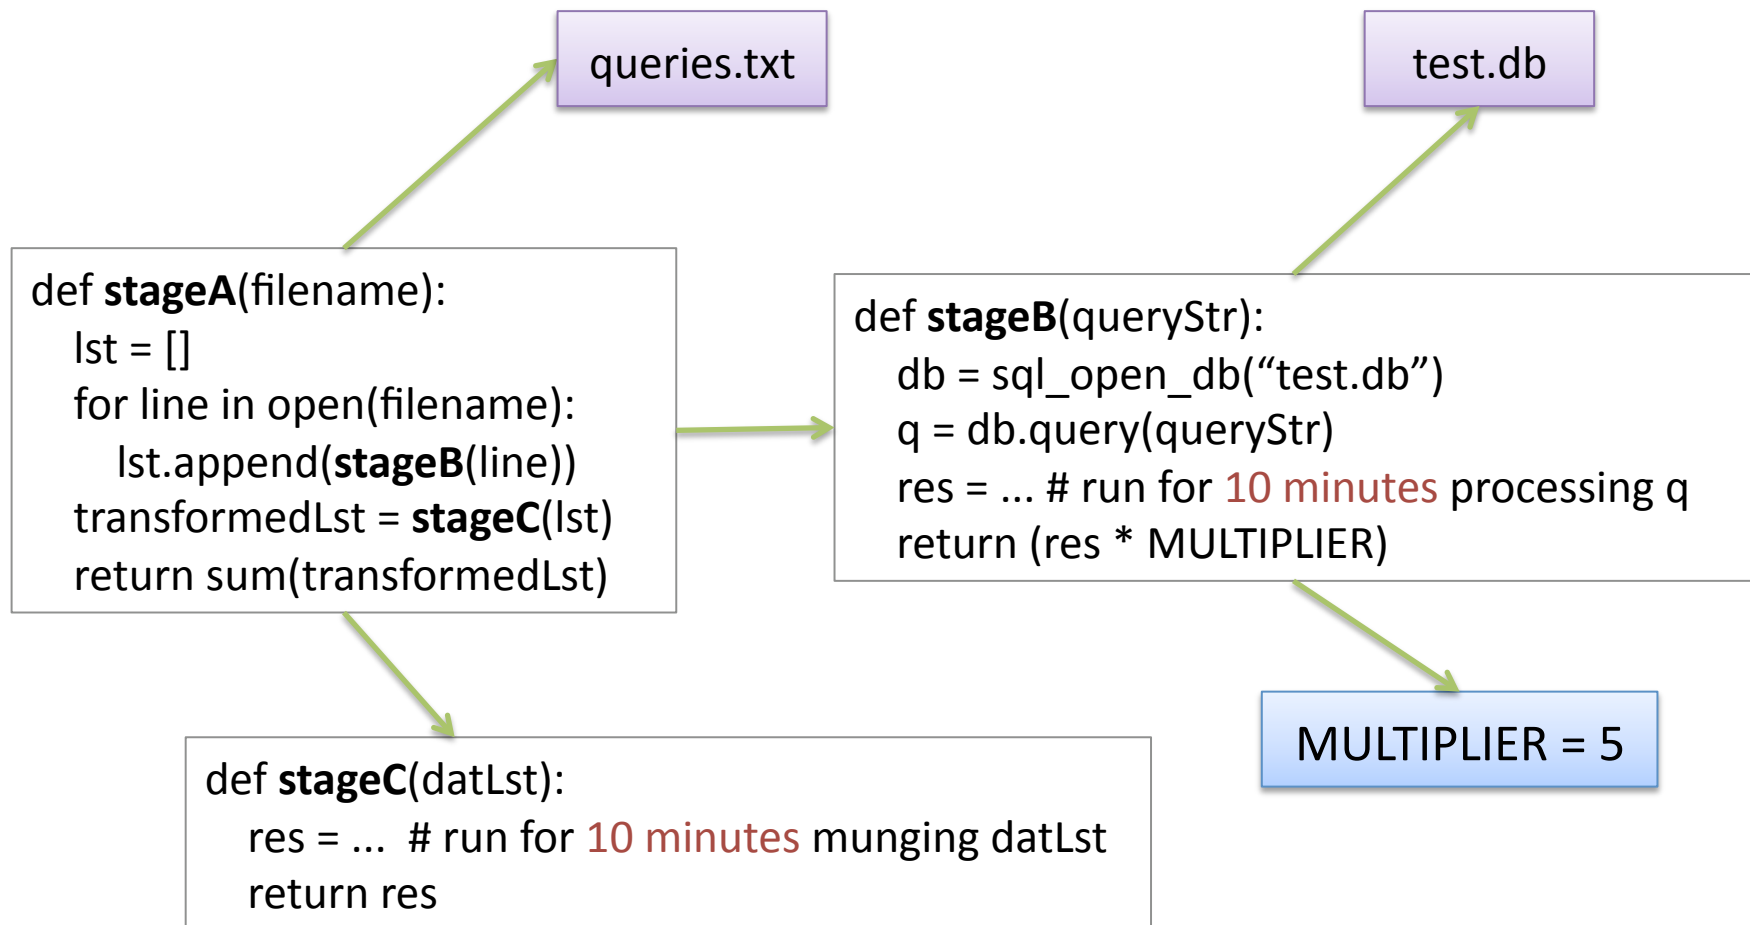 queries.txt
test.db
def stageA(filename):
lst = []
for line in open(filename):
lst.append(stageB(line))
transformedLst = stageC(lst)
return sum(transformedLst)
def stageB(queryStr):
db = sql_open_db(“test.db”)
q = db.query(queryStr)
res = ... # run for 10 minutes processing q
return (res * MULTIPLIER)
MULTIPLIER = 5
def stageC(datLst):
res = ... # run for 10 minutes munging datLst
return res